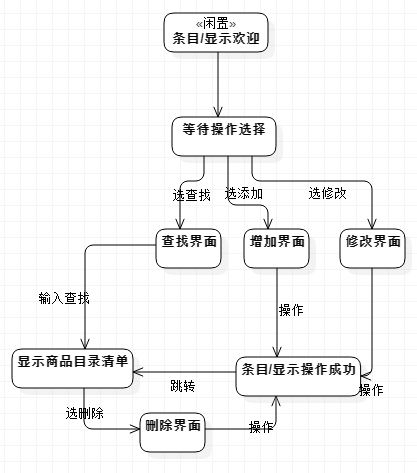 «闲置»
条目/显示欢迎
等待操作选择
选查找
选添加
选修改
查找界面
增加界面
修改界面
输入查找
操作
显示商品目录清单
条目/显示操作成功
跳转
操作
选删除
删除界面
操作